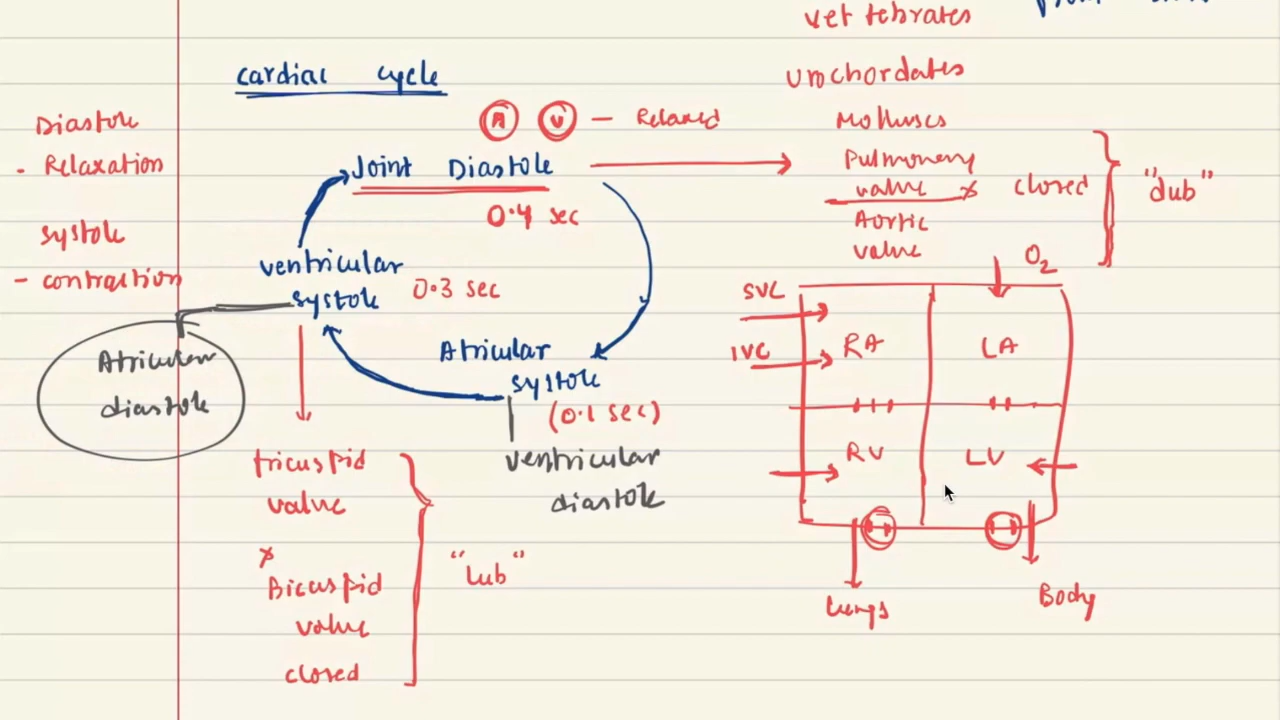 vertebrates
cardiac cycle
urochordates
Diastole
A V - Relaxed
Molluscs
- Relaxation
Joint Diastole
Pulmonary
valve x closed
"dub"
0.4 sec
Aortic
valve
systole
- contraction
ventricular
systole 0.3 sec
O2
SVC
IVC
RA LA
Atricular
diastole
Atricular
systole
(0.1 sec)
ventricular
diastole
RV LV
tricuspid
valve
x
Bicuspid
valve
closed
"Lub"
Lungs
Body